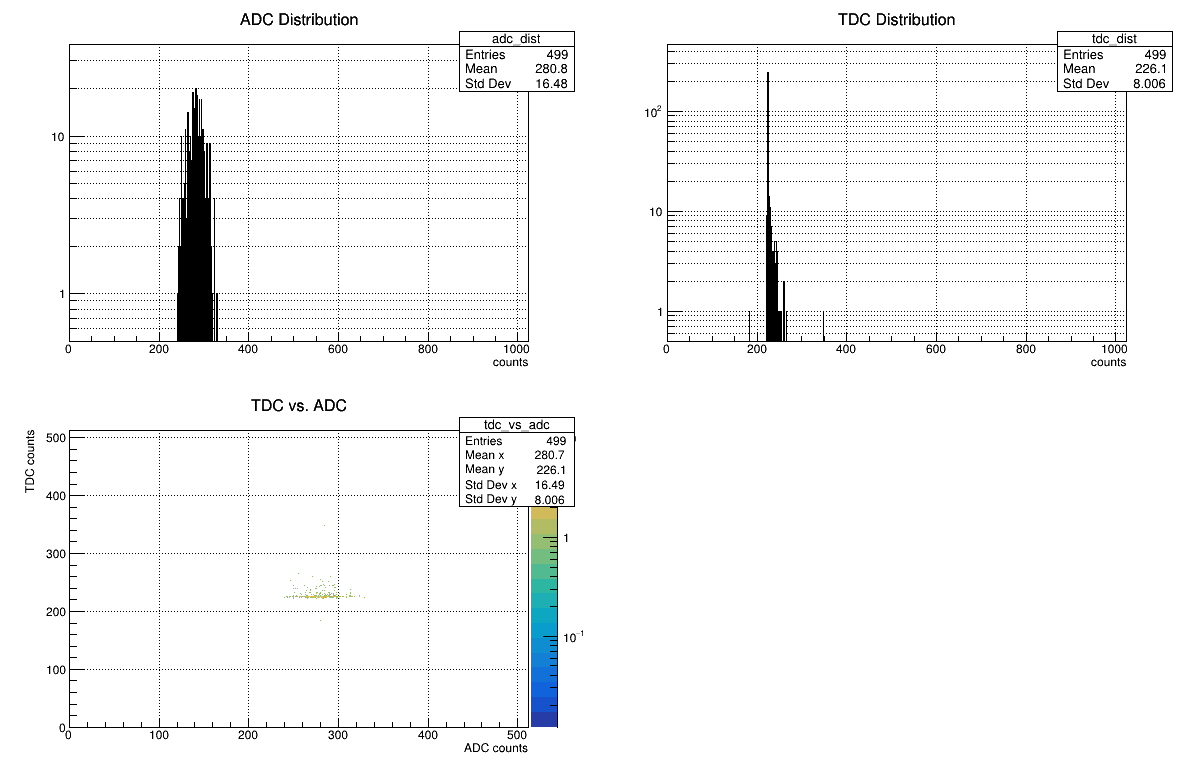 ADC Distribution
adc_dist
Entries 499
Mean 280.8
Std Dev 16.48
10
1
0 200 400 600 800 1000
counts
TDC Distribution
tdc_dist
Entries 499
Mean 226.1
Std Dev 8.006
10²
10
1
0 200 400 600 800 1000
counts
TDC vs. ADC
tdc_vs_adc
Entries 499
Mean x 280.7
Mean y 226.1
Std Dev x 16.49
Std Dev y 8.006
TDC counts
500
400
300
200
100
0
0 100 200 300 400 500
ADC counts
1
10⁻¹